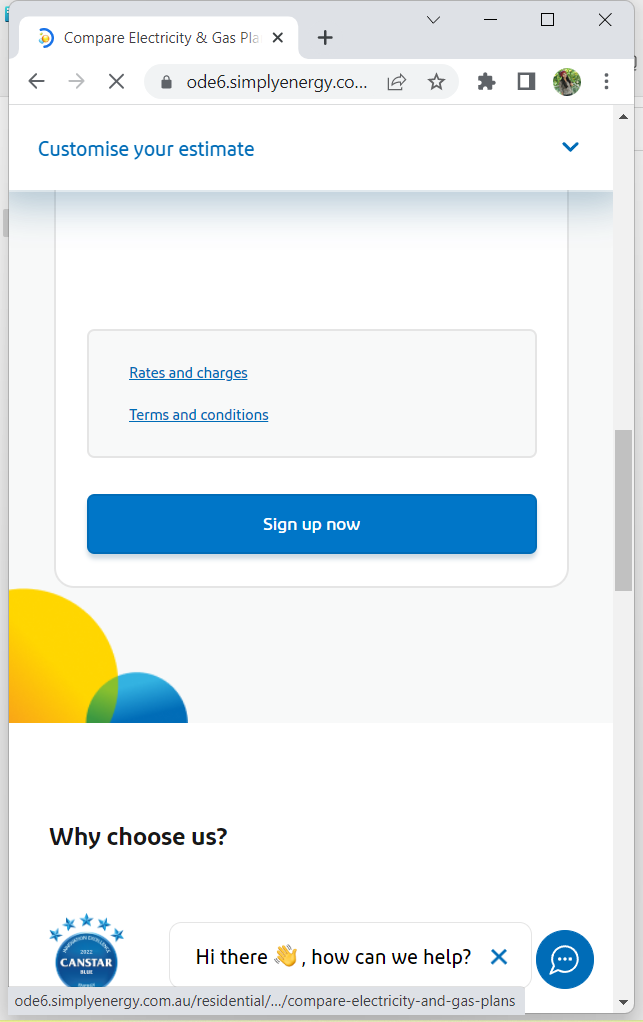 Compare Electricity & Gas Pla
ode6.simplyenergy.co...
Customise your estimate
Rates and charges
Terms and conditions
Sign up now
Why choose us?
INNOVATION EXCELLENCE
2022
CANSTAR
BLUE
Hi there 👋 , how can we help?
ode6.simplyenergy.com.au/residential/.../compare-electricity-and-gas-plans